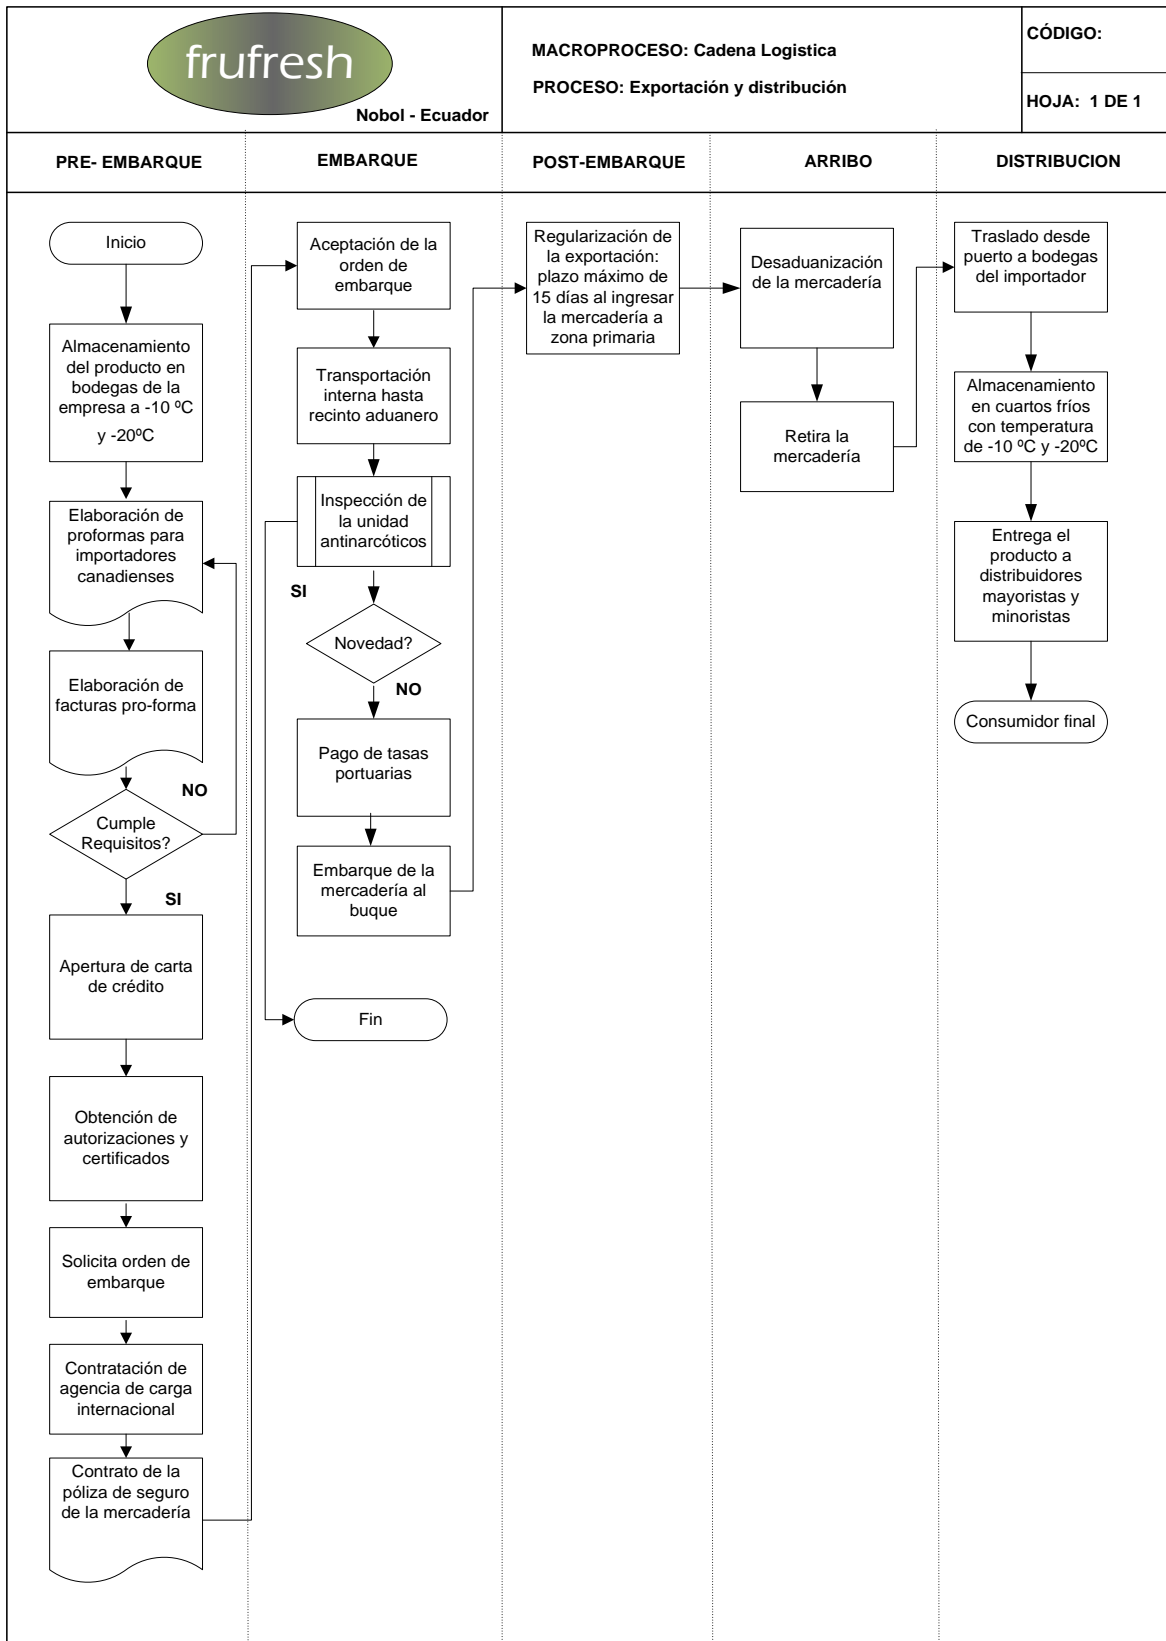 frufresh
Nobol - Ecuador
MACROPROCESO: Cadena Logistica
PROCESO: Exportación y distribución
CÓDIGO:
HOJA: 1 DE 1
PRE- EMBARQUE
EMBARQUE
POST-EMBARQUE
ARRIBO
DISTRIBUCION
Inicio
Almacenamiento
del producto en
bodegas de la
empresa a -10 ºC
y -20ºC
Elaboración de
proformas para
importadores
canadienses
Elaboración de
facturas pro-forma
NO
Cumple
Requisitos?
SI
Apertura de carta
de crédito
Obtención de
autorizaciones y
certificados
Solicita orden de
embarque
Contratación de
agencia de carga
internacional
Contrato de la
póliza de seguro
de la mercadería
Aceptación de la
orden de
embarque
Transportación
interna hasta
recinto aduanero
Inspección de
la unidad
antinarcóticos
SI
Novedad?
NO
Pago de tasas
portuarias
Embarque de la
mercadería al
buque
Fin
Regularización de
la exportación:
plazo máximo de
15 días al ingresar
la mercadería a
zona primaria
Desaduanización
de la mercadería
Retira la
mercadería
Traslado desde
puerto a bodegas
del importador
Almacenamiento
en cuartos fríos
con temperatura
de -10 ºC y -20ºC
Entrega el
producto a
distribuidores
mayoristas y
minoristas
Consumidor final